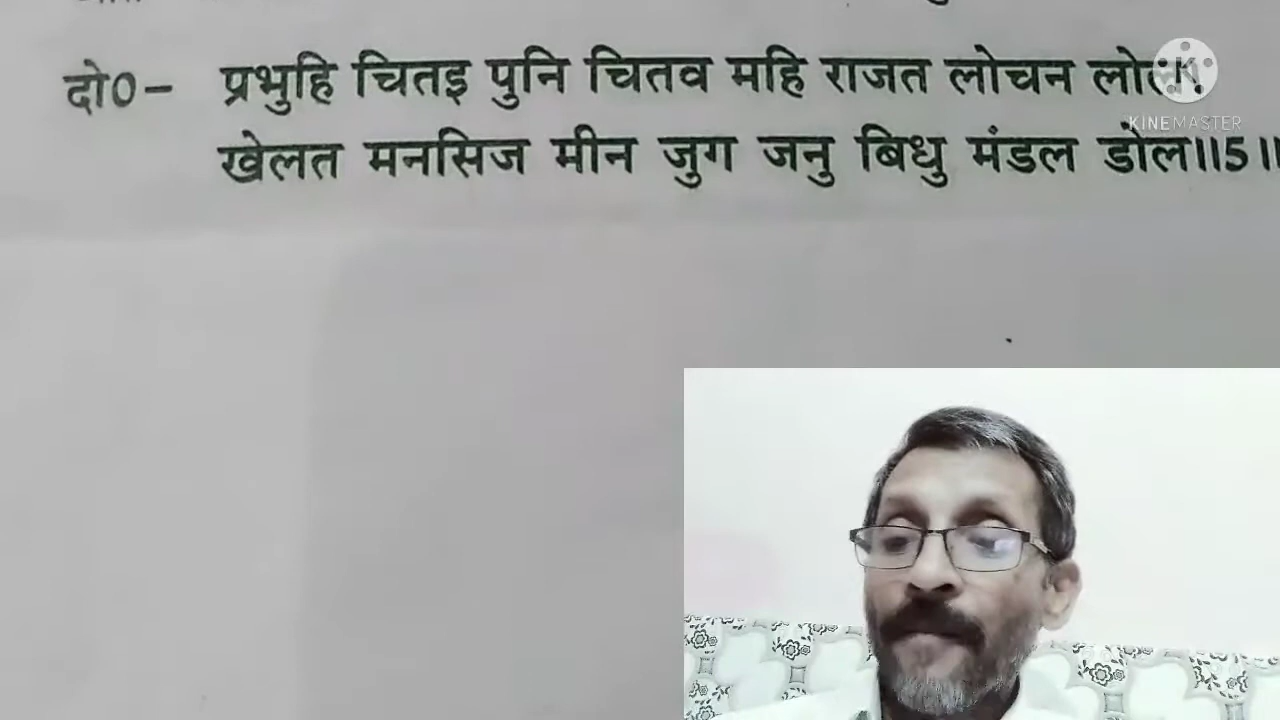 दो0– प्रभुहि चितइ पुनि चितव महि राजत लोचन
खेलत मनसिज मीन जुग जनु बिधु मंडल डोल॥5॥
K
KINEMASTER